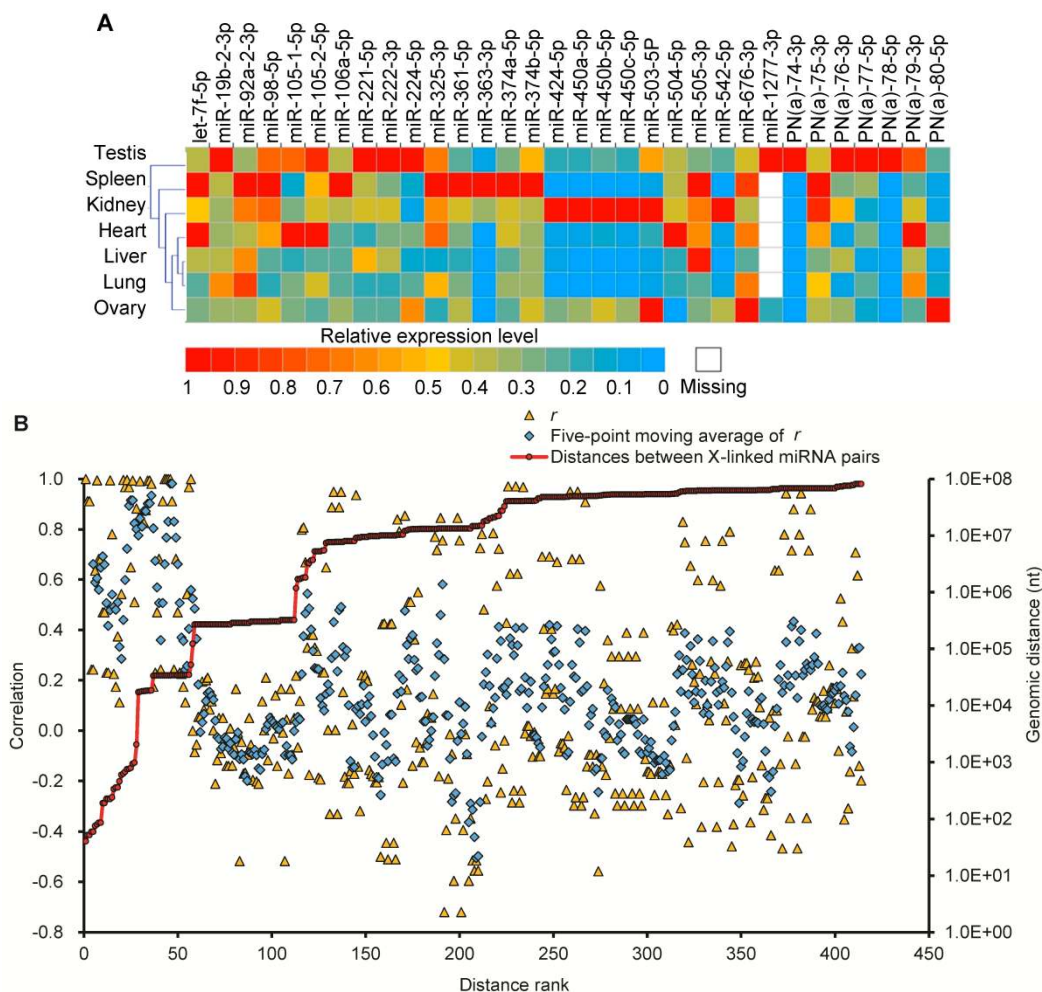 A
let-7f-5p
miR-19b-2-3p
miR-92a-2-3p
miR-98-5p
miR-105-1-5p
miR-105-2-5p
miR-106a-5p
miR-221-5p
miR-222-3p
miR-224-5p
miR-325-3p
miR-361-5p
miR-363-3p
miR-374a-5p
miR-374b-5p
miR-424-5p
miR-450a-5p
miR-450b-5p
miR-450c-5p
miR-503-5P
miR-504-5p
miR-505-3p
miR-542-5p
miR-676-3p
miR-1277-3p
PN(a)-74-3p
PN(a)-75-3p
PN(a)-76-3p
PN(a)-77-5p
PN(a)-78-5p
PN(a)-79-3p
PN(a)-80-5p
Testis
Spleen
Kidney
Heart
Liver
Lung
Ovary
Relative expression level
1 0.9 0.8 0.7 0.6 0.5 0.4 0.3 0.2 0.1 0 Missing
B
r
Five-point moving average of r
Distances between X-linked miRNA pairs
Correlation
1.0
0.8
0.6
0.4
0.2
0.0
-0.2
-0.4
-0.6
-0.8
1.0E+08
1.0E+07
1.0E+06
1.0E+05
1.0E+04
1.0E+03
1.0E+02
1.0E+01
1.0E+00
Genomic distance (nt)
0 50 100 150 200 250 300 350 400 450
Distance rank